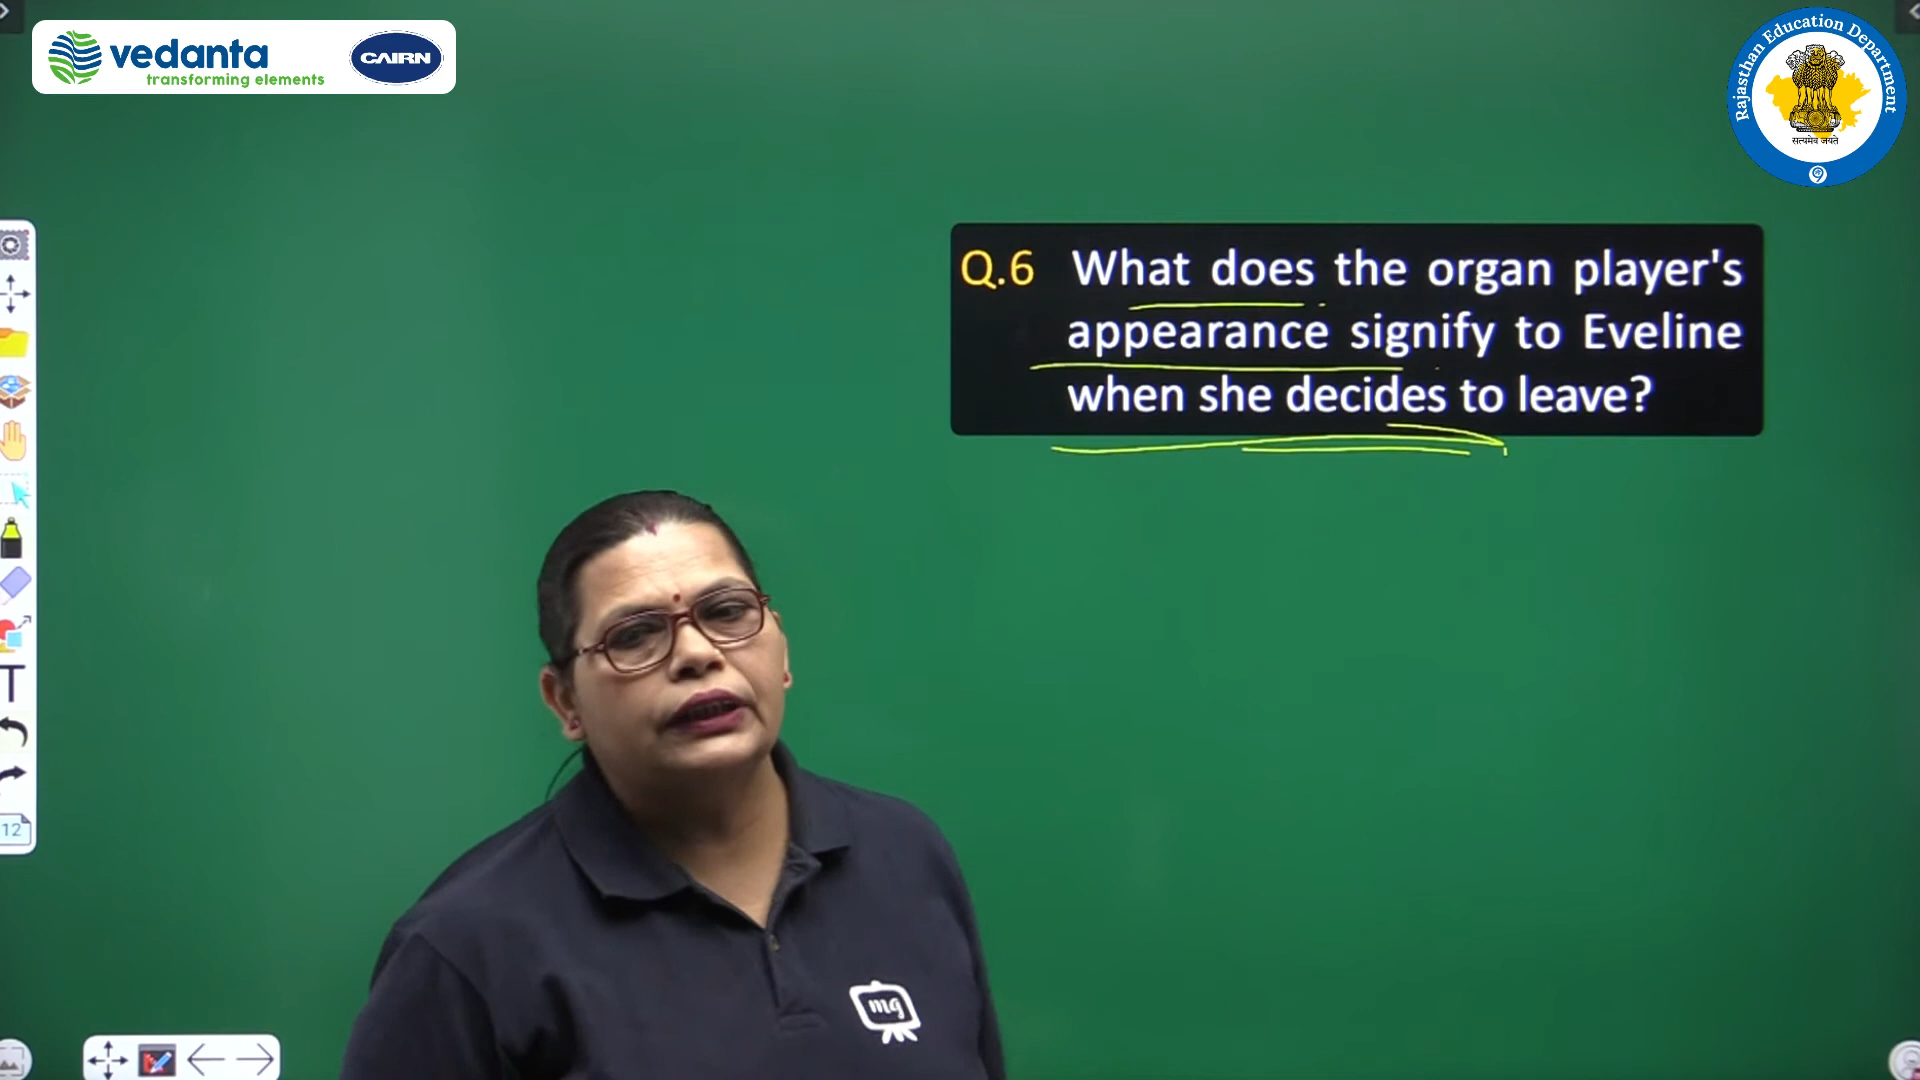 vedanta
transforming elements
CAIRN
Rajasthan Education Department
सत्यमेव जयते
Q.6 What does the organ player's
appearance signify to Eveline
when she decides to leave?
T
12
mg